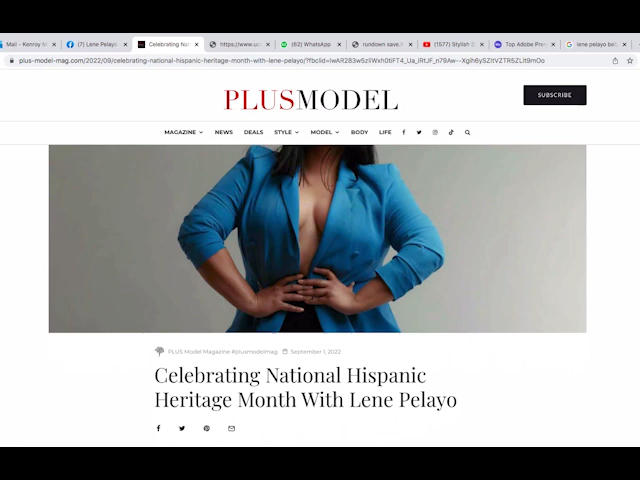 Mail - Kenroy M
(7) Lene Pelayo
Celebrating Nat
https://www.uc
(62) WhatsApp
rundown save.
(1577) Stylish S
Top Adobe Pre
lene pelayo be
plus-model-mag.com/2022/09/celebrating-national-hispanic-heritage-month-with-lene-pelayo/
PLUSMODEL
SUBSCRIBE
MAGAZINE NEWS DEALS STYLE MODEL BODY LIFE
PLUS Model Magazine #plusmodelmag September 1, 2022
Celebrating National Hispanic
Heritage Month With Lene Pelayo